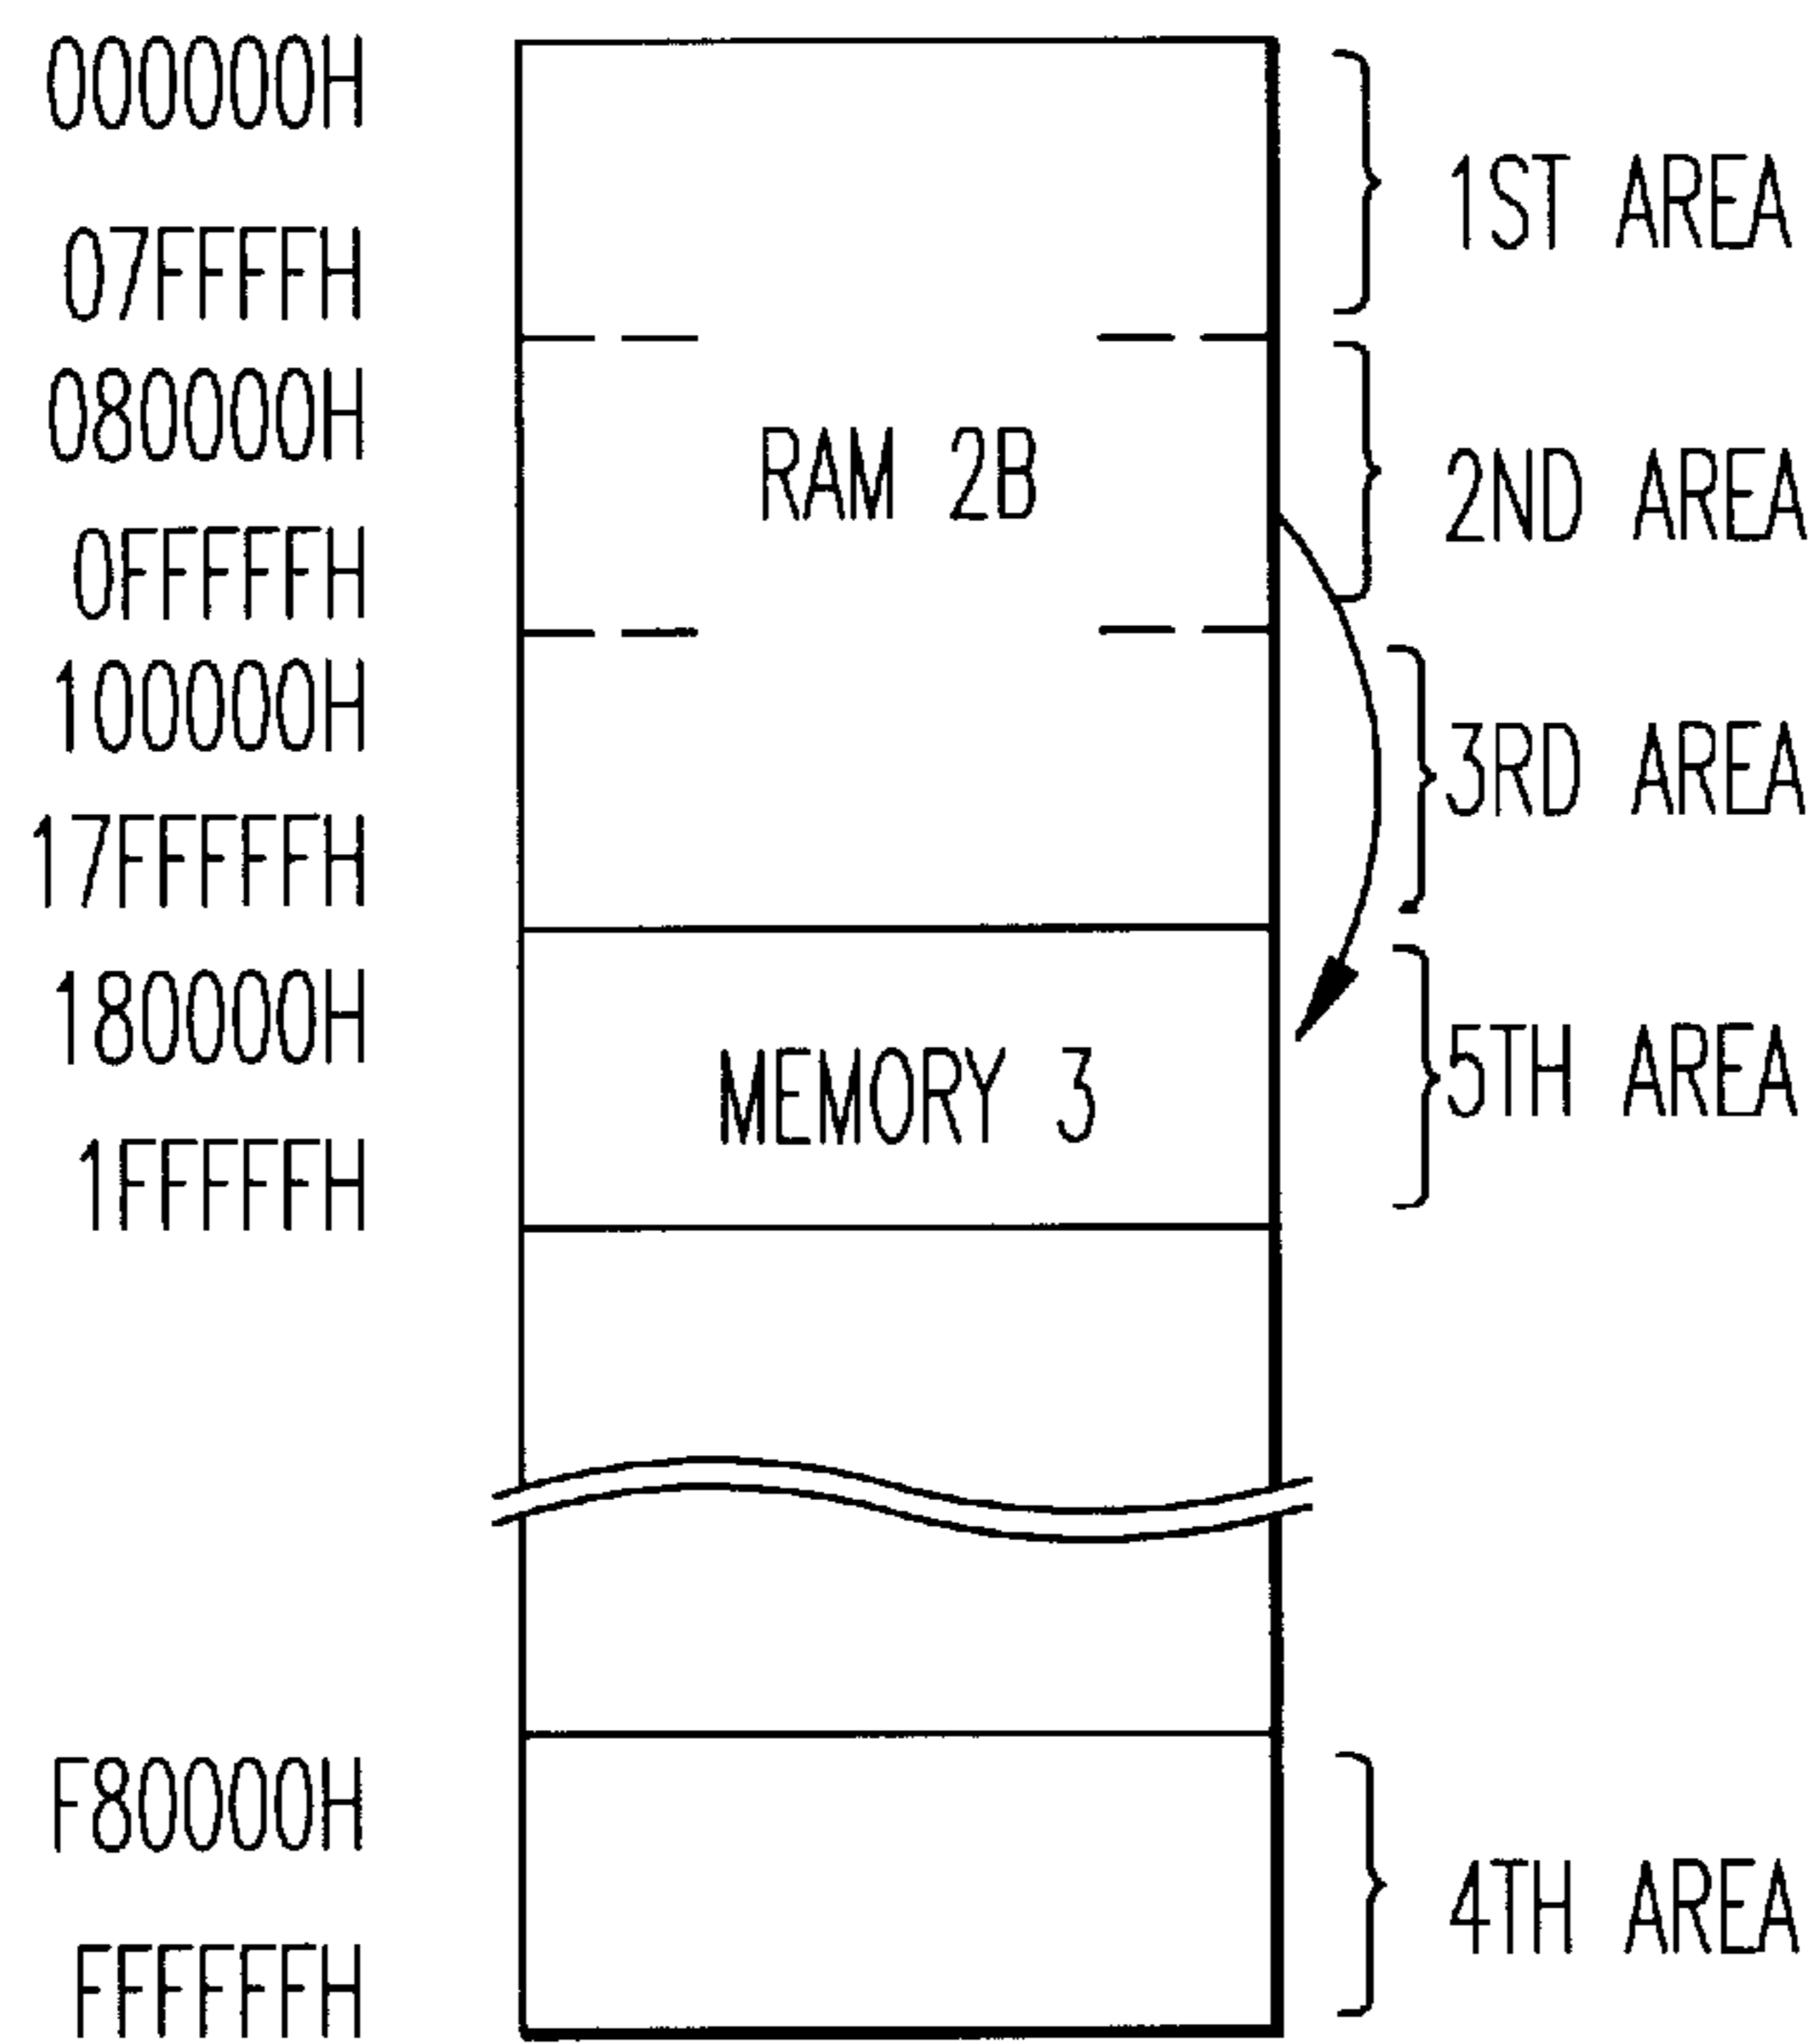 000000H
1ST AREA
07FFFFH
080000H
RAM 2B
2ND AREA
0FFFFFH
100000H
3RD AREA
17FFFFFH
180000H
MEMORY 3
5TH AREA
1FFFFFH
F80000H
4TH AREA
FFFFFFH